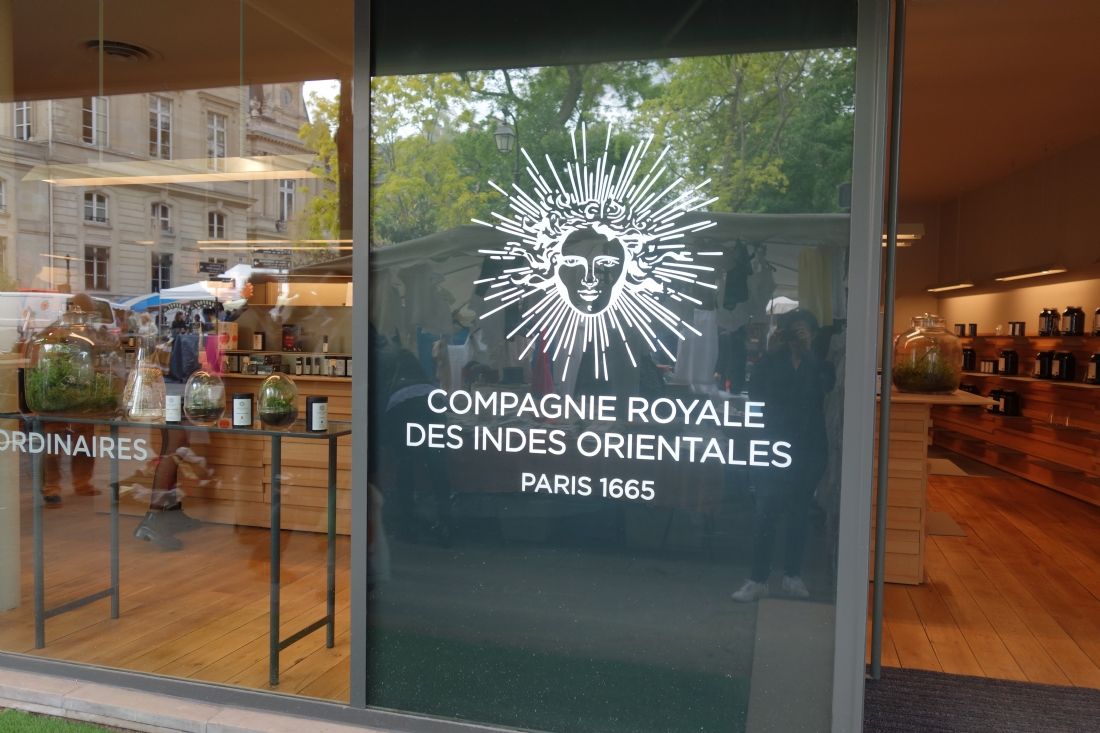 ORDINAIRES
COMPAGNIE ROYALE
DES INDES ORIENTALES
PARIS 1665